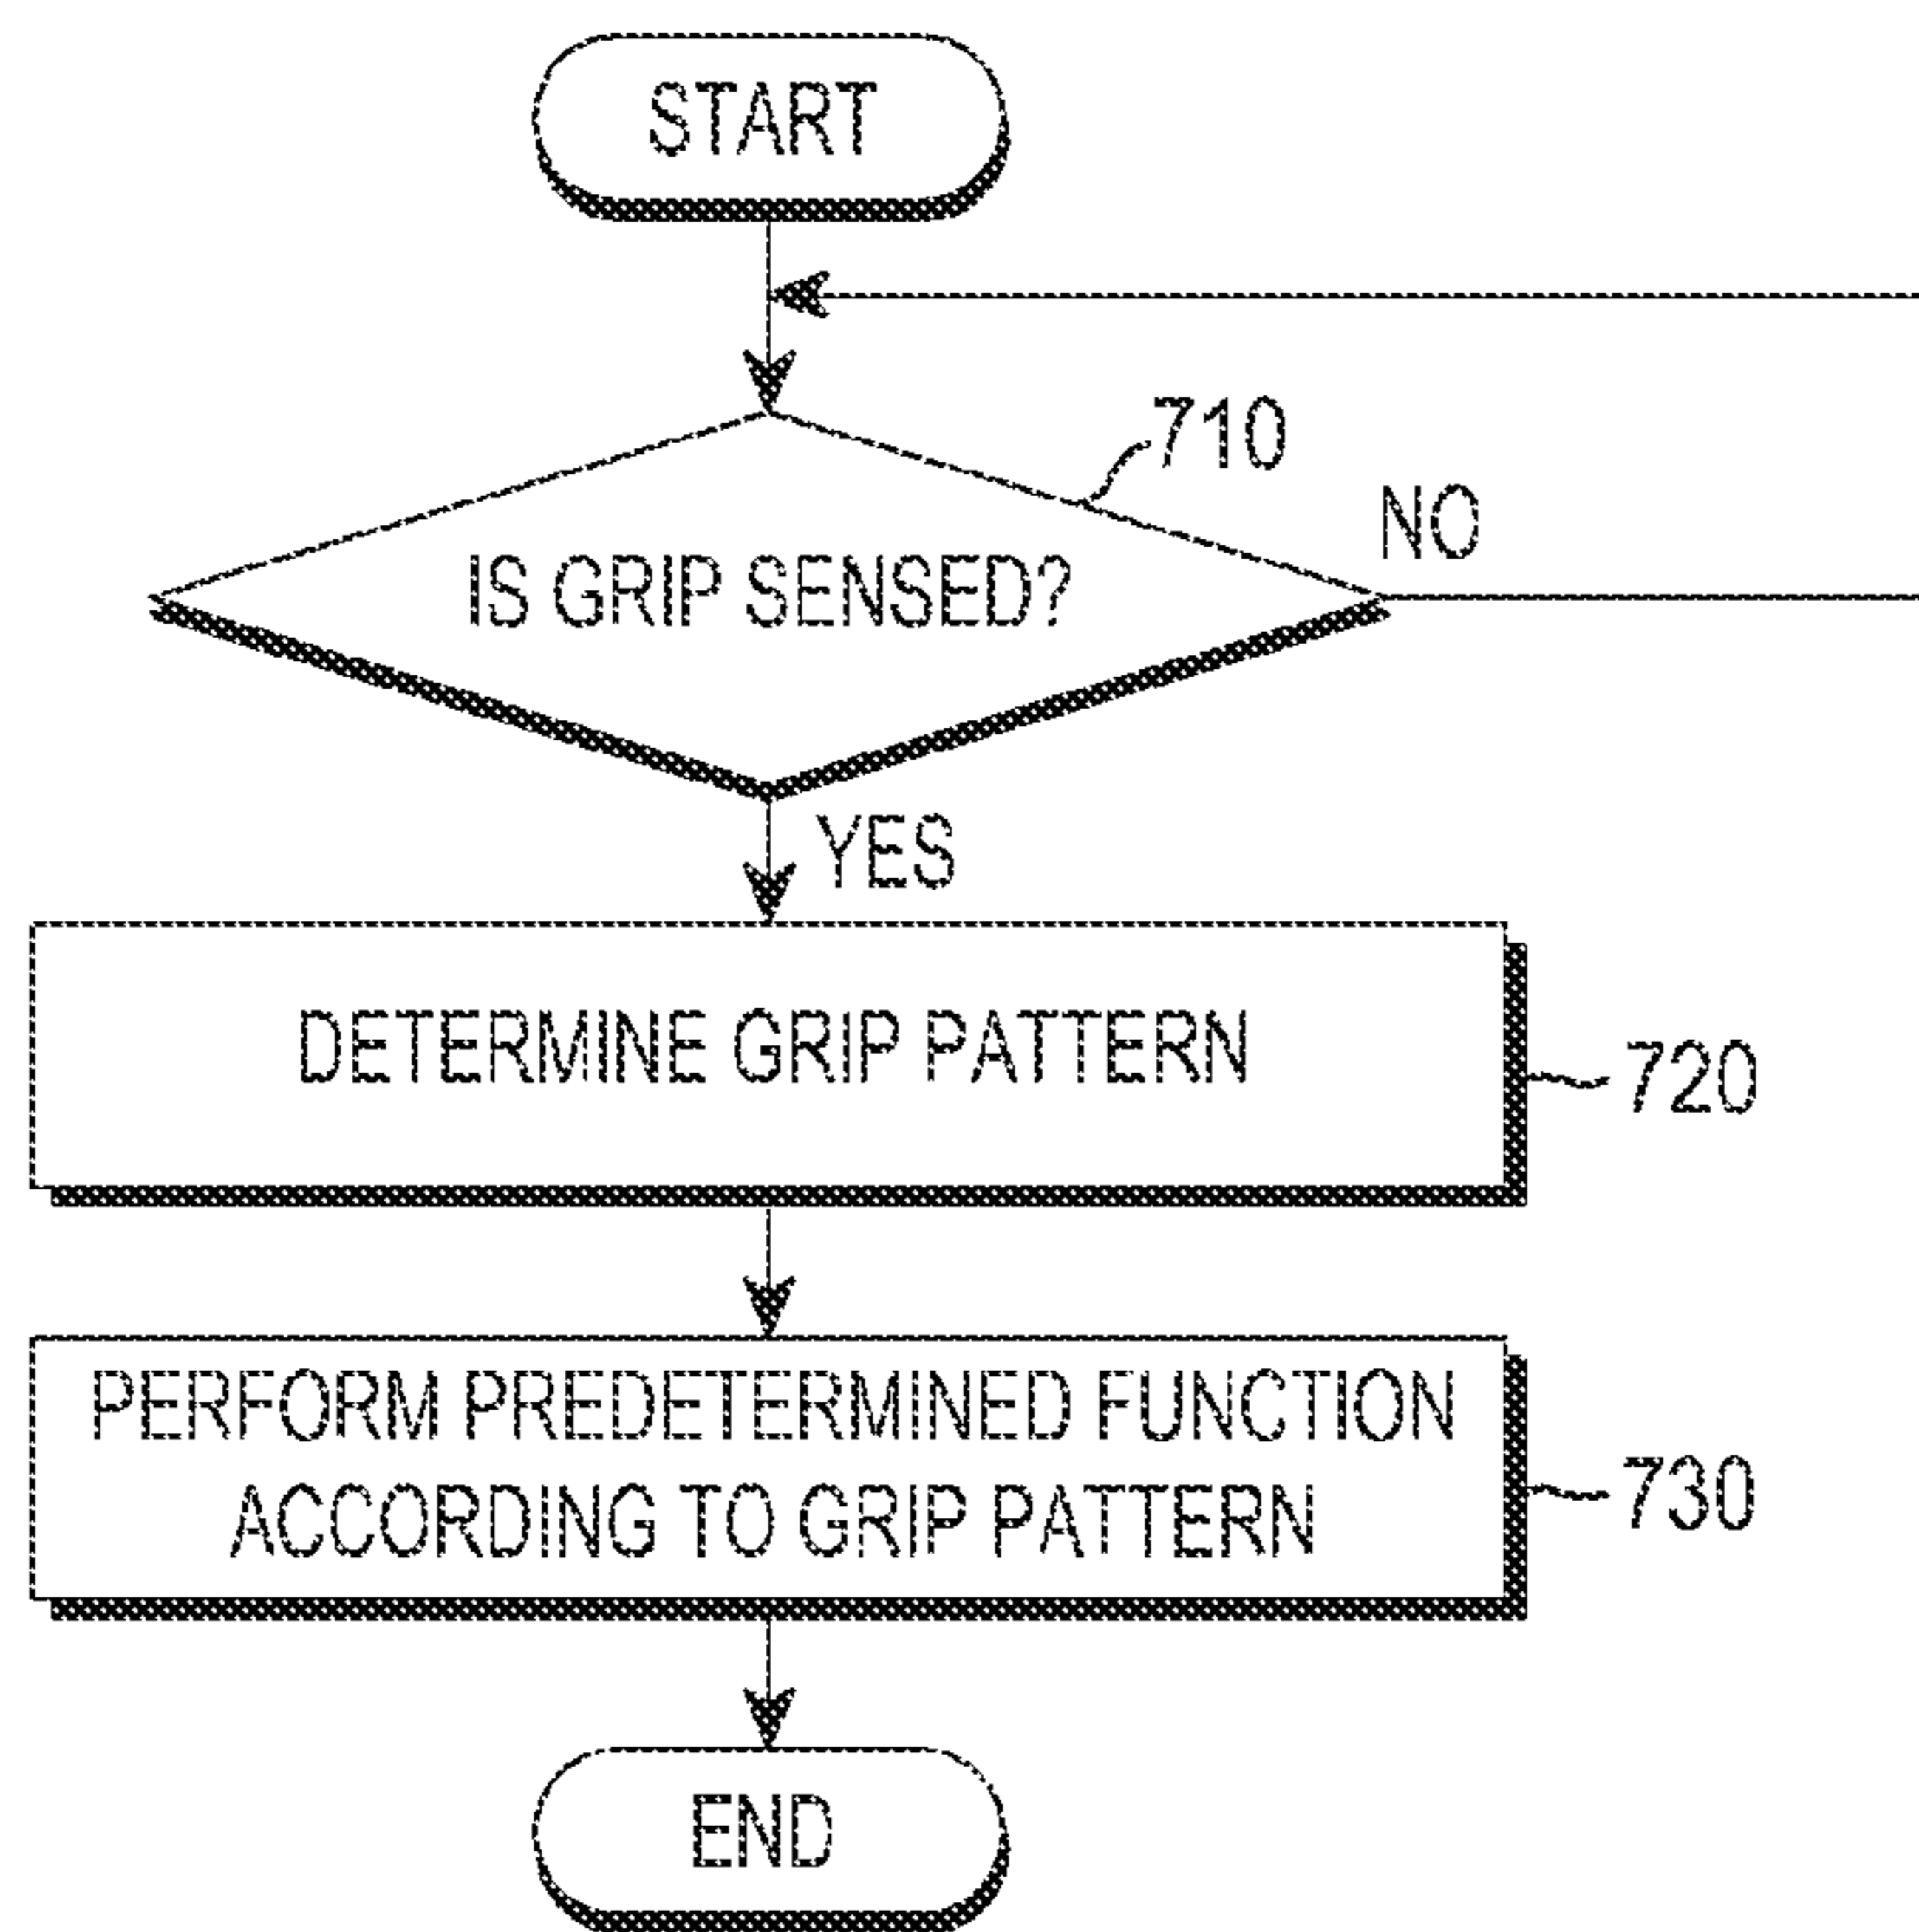 START
710
NO
IS GRIP SENSED?
YES
DETERMINE GRIP PATTERN
720
PERFORM PREDETERMINED FUNCTION
ACCORDING TO GRIP PATTERN
730
END